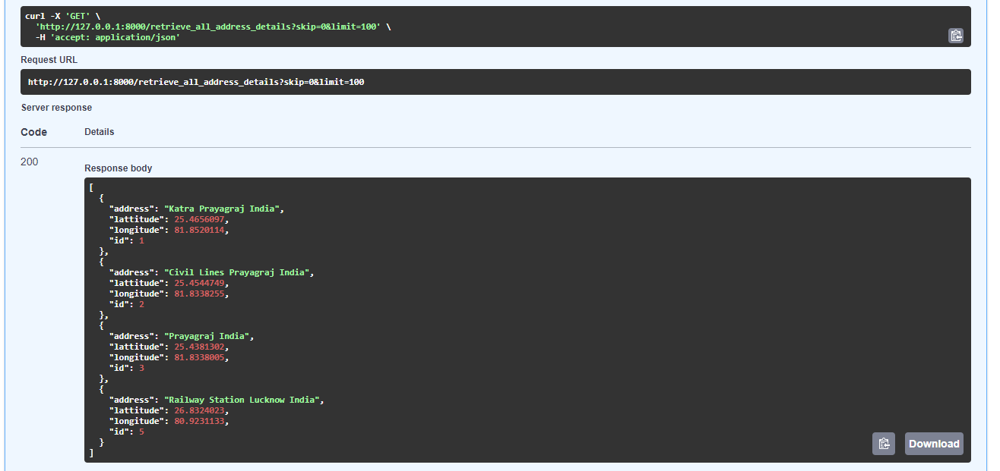 curl -X 'GET' \
  'http://127.0.0.1:8000/retrieve_all_address_details?skip=0&limit=100' \
  -H 'accept: application/json'
Request URL
http://127.0.0.1:8000/retrieve_all_address_details?skip=0&limit=100
Server response
Code Details
200
Response body
[
  {
    "address": "Katra Prayagraj India",
    "lattitude": 25.4656097,
    "longitude": 81.8520114,
    "id": 1
  },
  {
    "address": "Civil Lines Prayagraj India",
    "lattitude": 25.4544749,
    "longitude": 81.8338255,
    "id": 2
  },
  {
    "address": "Prayagraj India",
    "lattitude": 25.4381302,
    "longitude": 81.8338005,
    "id": 3
  },
  {
    "address": "Railway Station Lucknow India",
    "lattitude": 26.8324023,
    "longitude": 80.9231133,
    "id": 5
  }
]
Download